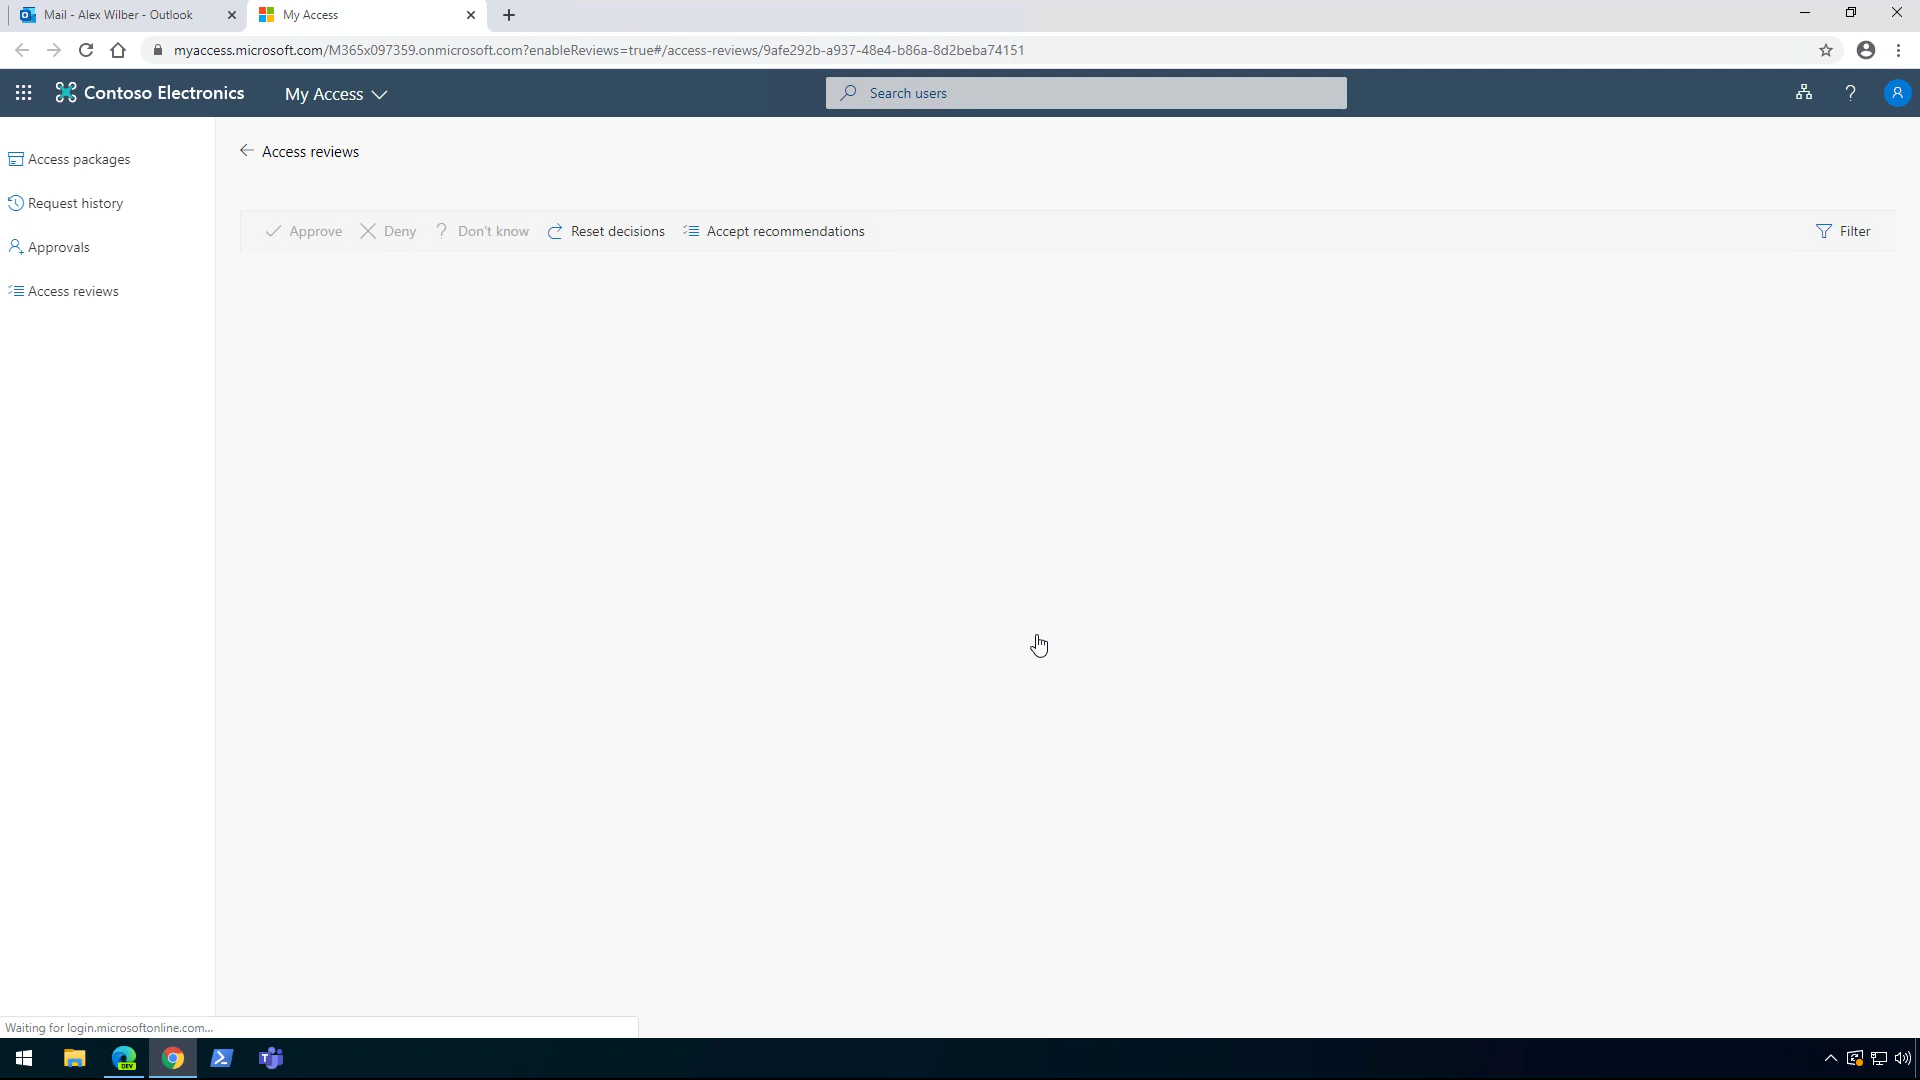 Mail - Alex Wilber - Outlook
My Access
myaccess.microsoft.com/M365x097359.onmicrosoft.com?enableReviews=true#/access-reviews/9afe292b-a937-48e4-b86a-8d2beba74151
Contoso Electronics
My Access
Search users
?
A
Access packages
Request history
Approvals
Access reviews
Access reviews
Approve
Deny
? Don't know
Reset decisions
Accept recommendations
Filter
Waiting for login.microsoftonline.com...
DEV